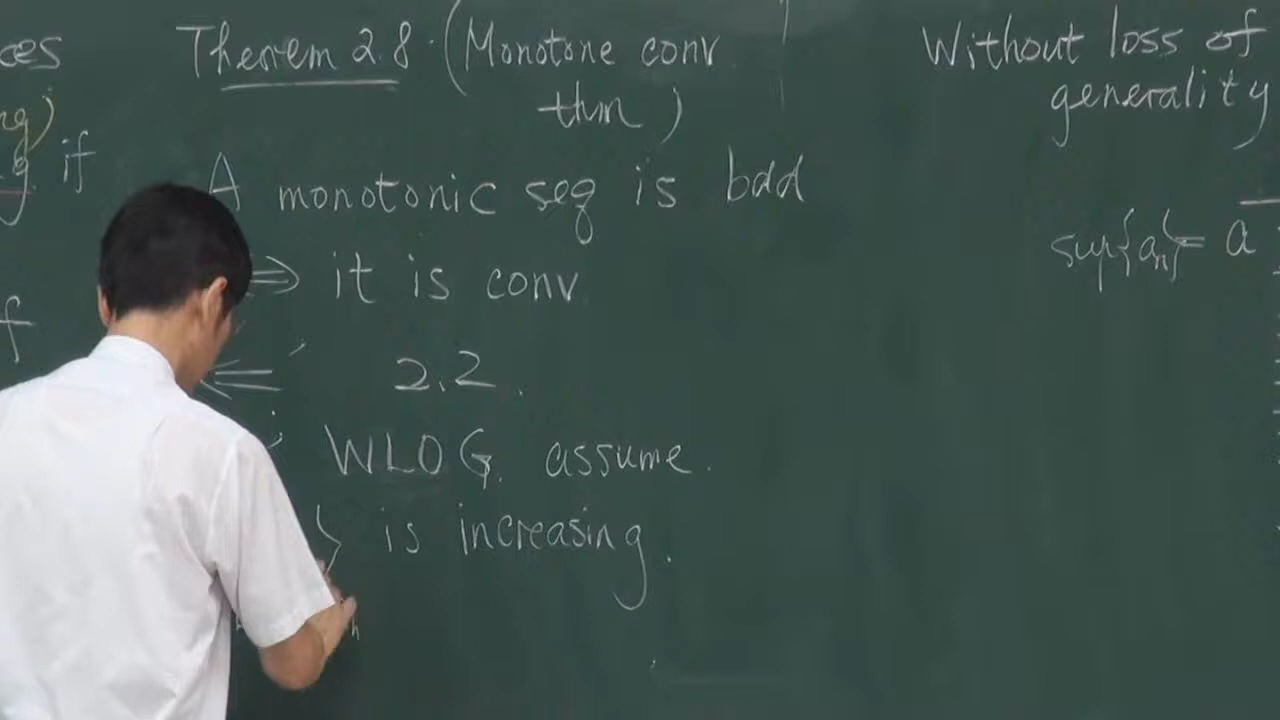 ces
ng)
g if
f
Theorem 2.8. (Monotone conv
thm)
A monotonic seq is bdd
⇒ it is conv
⇐ 2.2.
WLOG, assume.
} is increasing.
n
Without loss of
generality
sup{an} = a